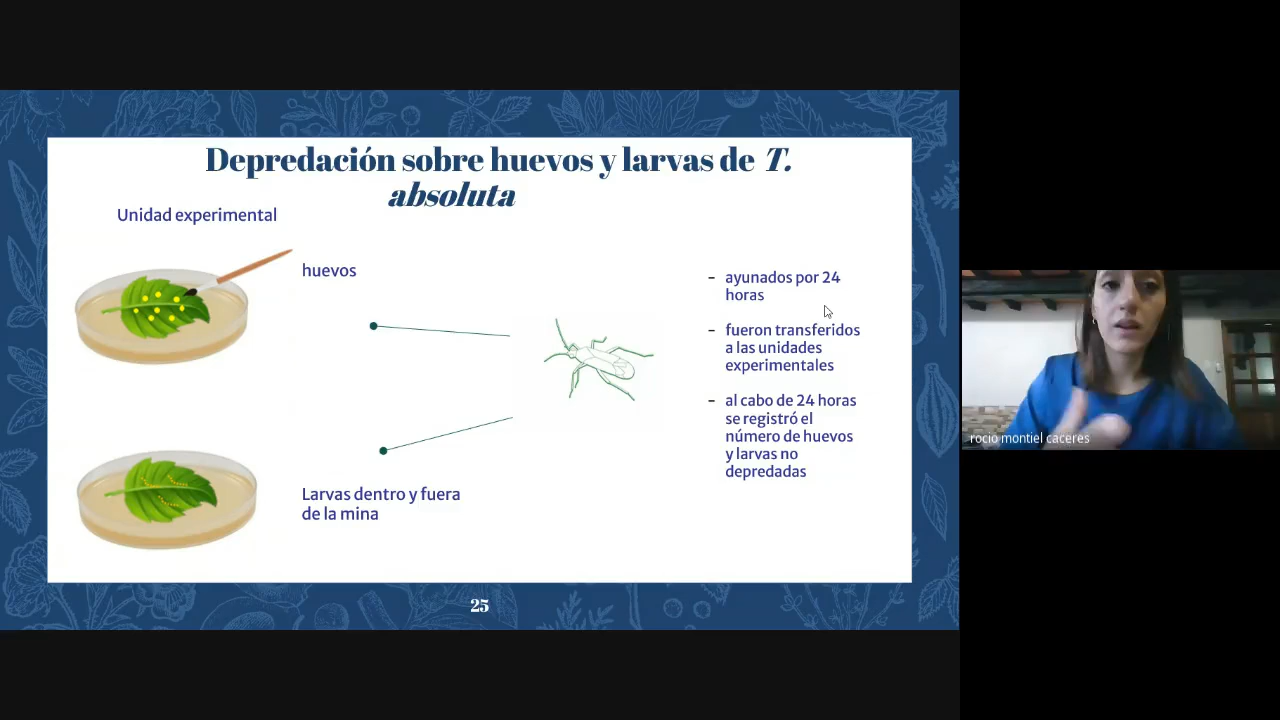 Depredación sobre huevos y larvas de T.
absoluta
Unidad experimental
huevos
Larvas dentro y fuera
de la mina
- ayunados por 24
horas
- fueron transferidos
a las unidades
experimentales
- al cabo de 24 horas
se registró el
número de huevos
y larvas no
depredadas
25
rocio montiel caceres